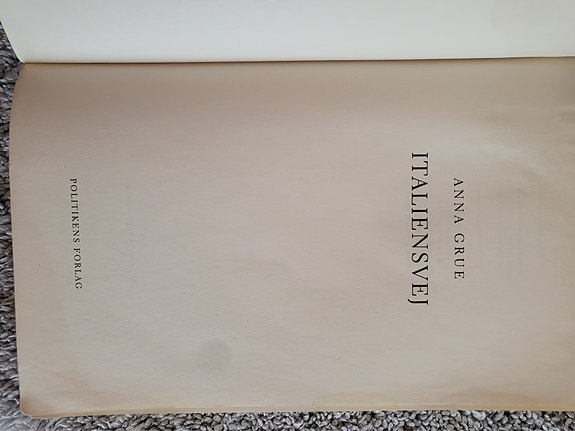 ANNA GRUE
ITALIENSVEJ
POLITIKENS FORLAG